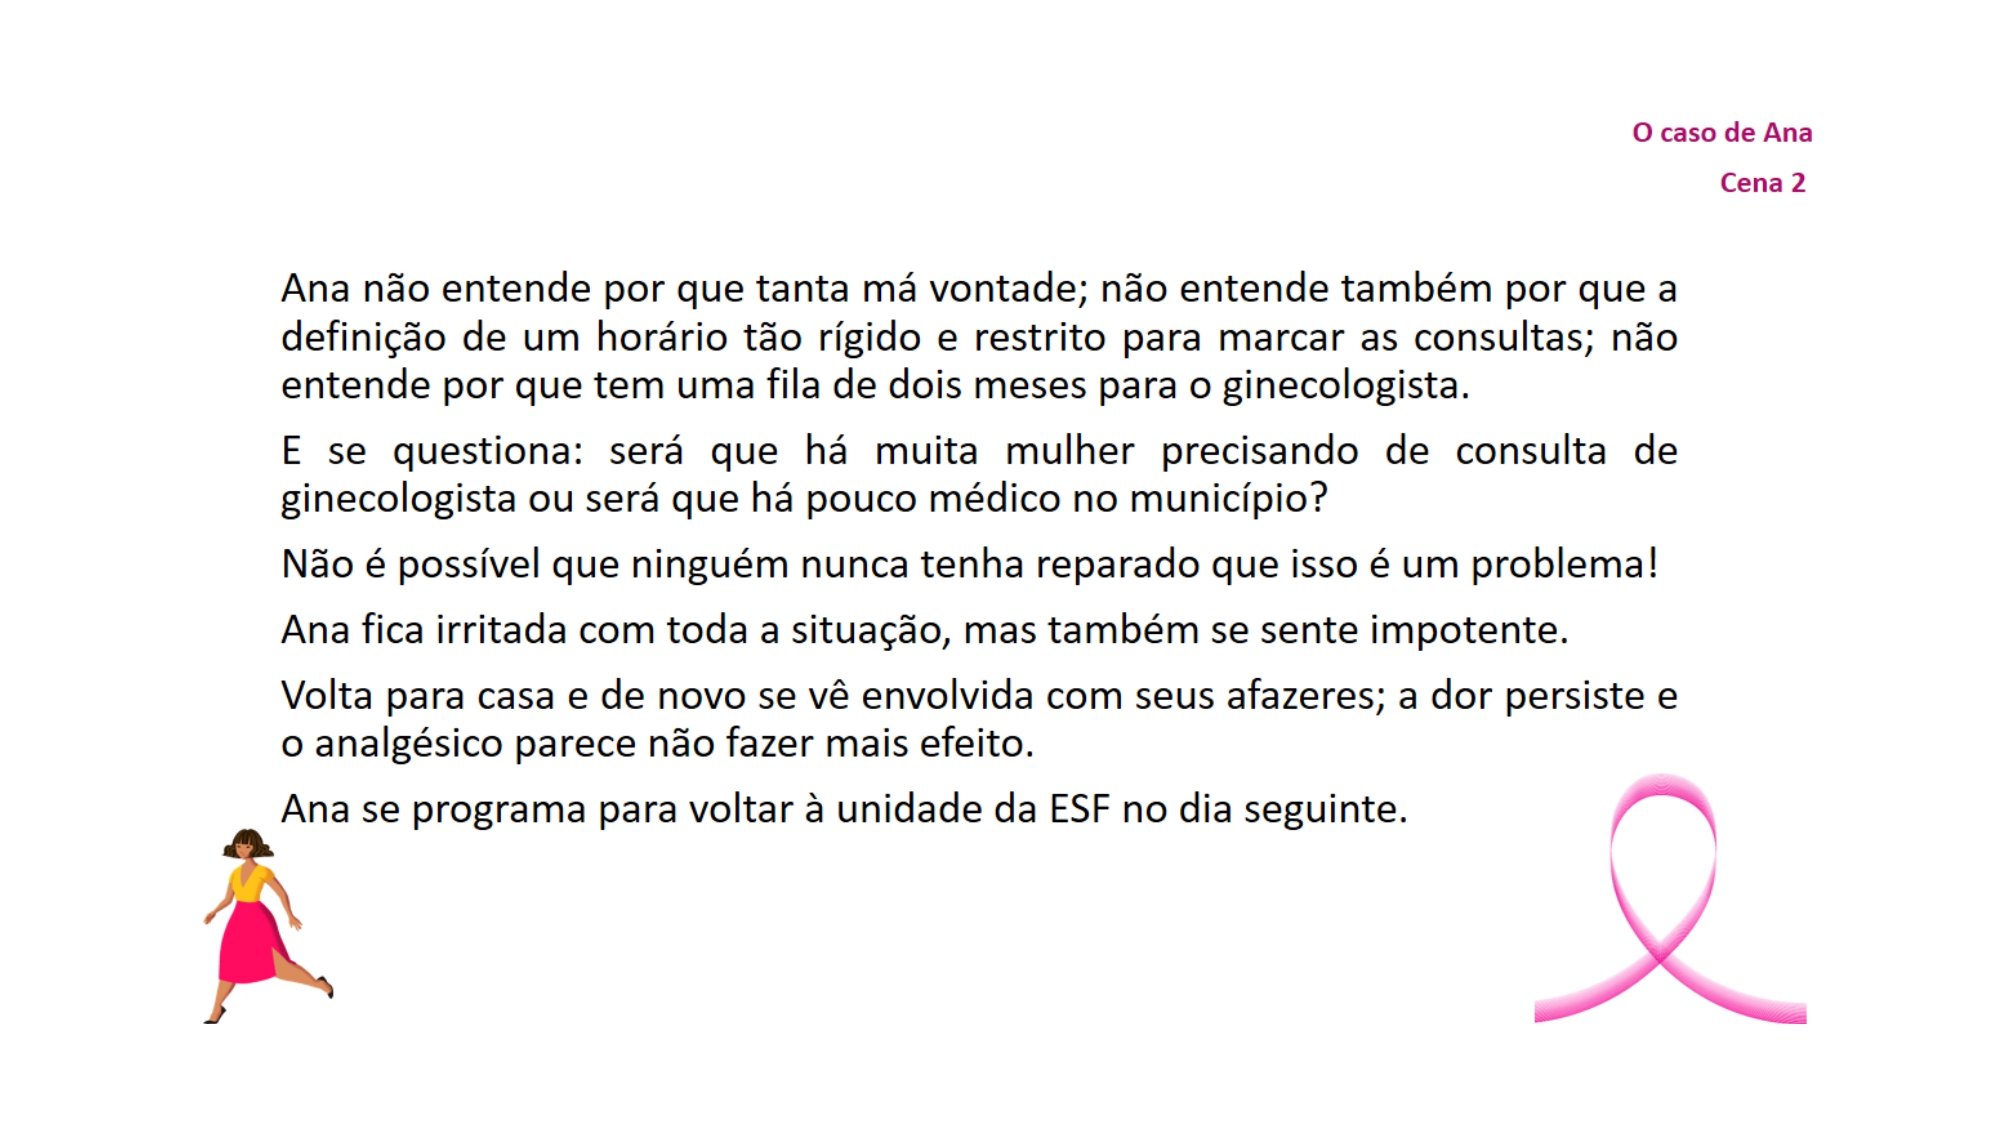 O caso de Ana
Cena 2
Ana não entende por que tanta má vontade; não entende também por que a
definição de um horário tão rígido e restrito para marcar as consultas; não
entende por que tem uma fila de dois meses para o ginecologista.
E se questiona: será que há muita mulher precisando de consulta de
ginecologista ou será que há pouco médico no município?
Não é possível que ninguém nunca tenha reparado que isso é um problema!
Ana fica irritada com toda a situação, mas também se sente impotente.
Volta para casa e de novo se vê envolvida com seus afazeres; a dor persiste e
o analgésico parece não fazer mais efeito.
Ana se programa para voltar à unidade da ESF no dia seguinte.